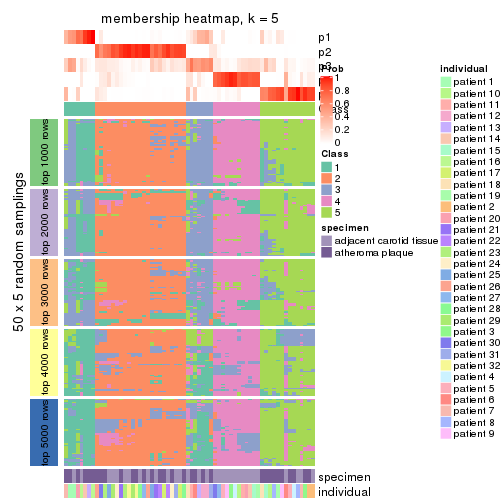 membership heatmap, k = 5
p1
p2
p3
Prob
1
0.8
0.6
0.4
0.2
0
Class
1
2
3
4
5
specimen
adjacent carotid tissue
atheroma plaque
individual
patient 1
patient 10
patient 11
patient 12
patient 13
patient 14
patient 15
patient 16
patient 17
patient 18
patient 19
patient 2
patient 20
patient 21
patient 22
patient 23
patient 24
patient 25
patient 26
patient 27
patient 28
patient 29
patient 3
patient 30
patient 31
patient 32
patient 4
patient 5
patient 6
patient 7
patient 8
patient 9
50 x 5 random samplings
top 1000 rows
top 2000 rows
top 3000 rows
top 4000 rows
top 5000 rows
specimen
individual